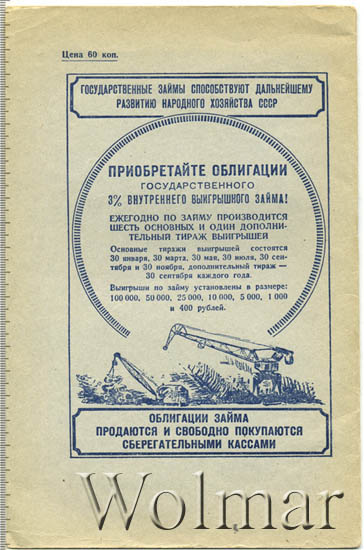 Цена 60 коп.
ГОСУДАРСТВЕННЫЕ ЗАЙМЫ СПОСОБСТВУЮТ ДАЛЬНЕЙШЕМУ
РАЗВИТИЮ НАРОДНОГО ХОЗЯЙСТВА СССР
ПРИОБРЕТАЙТЕ ОБЛИГАЦИИ
ГОСУДАРСТВЕННОГО
3% ВНУТРЕННЕГО ВЫИГРЫШНОГО ЗАЙМА!
ЕЖЕГОДНО ПО ЗАЙМУ ПРОИЗВОДИТСЯ
ШЕСТЬ ОСНОВНЫХ И ОДИН ДОПОЛНИ-
ТЕЛЬНЫЙ ТИРАЖ ВЫИГРЫШЕЙ
Основные тиражи выигрышей состоятся
30 января, 30 марта, 30 мая, 30 июля, 30 сен-
тября и 30 ноября, дополнительный тираж —
30 сентября каждого года.
Выигрыши по займу установлены в размере:
100 000, 50 000, 25 000, 10 000, 5 000, 1 000
и 400 рублей.
ОБЛИГАЦИИ ЗАЙМА
ПРОДАЮТСЯ И СВОБОДНО ПОКУПАЮТСЯ
СБЕРЕГАТЕЛЬНЫМИ КАССАМИ
Wolmar